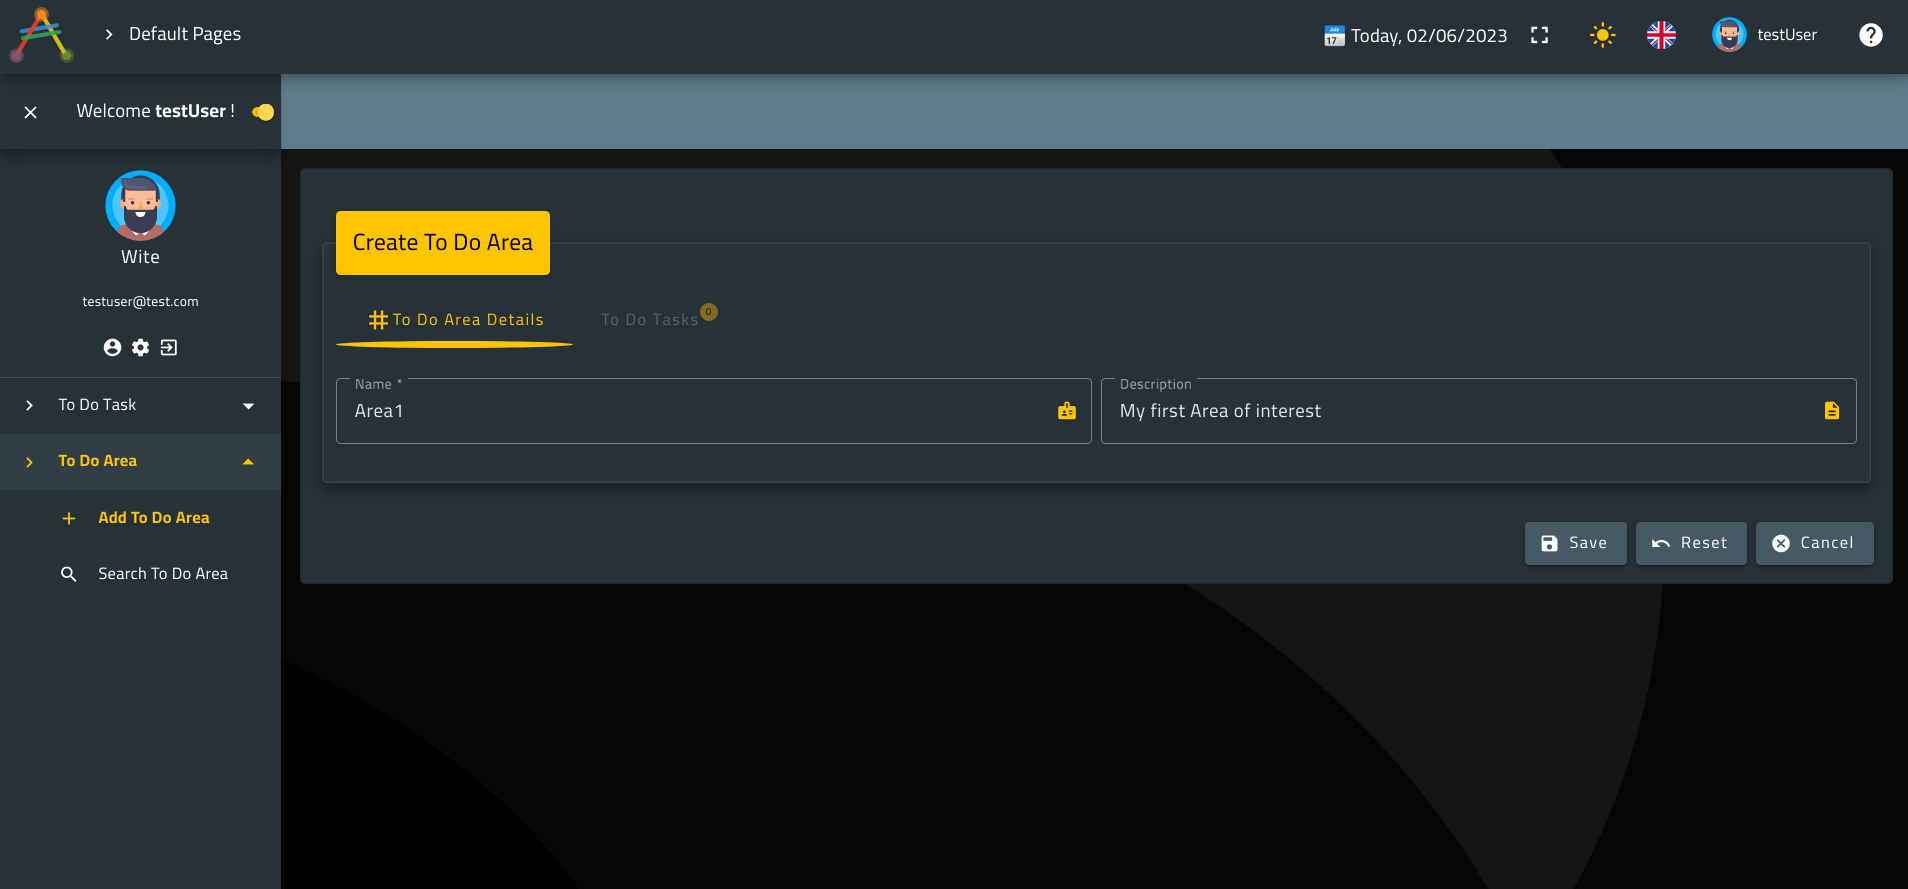 Default Pages
JULY
17
Today, 02/06/2023
testUser
Welcome testUser !
Wite
testuser@test.com
To Do Task
To Do Area
Add To Do Area
Search To Do Area
Create To Do Area
To Do Area Details
To Do Tasks
0
Name *
Area1
Description
My first Area of interest
Save
Reset
Cancel